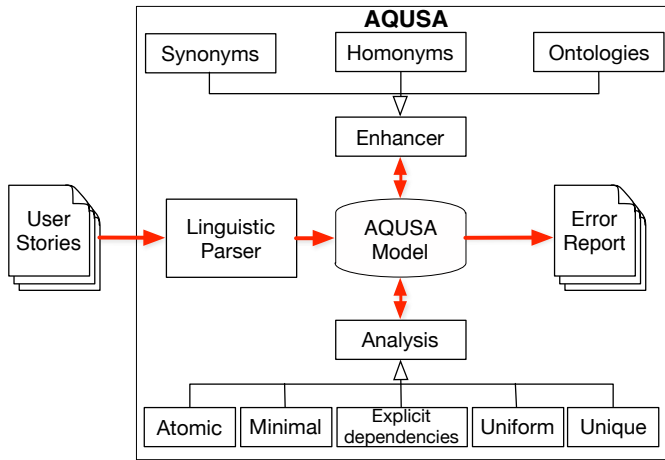 AQUSA
Synonyms
Homonyms
Ontologies
Enhancer
User
Stories
Linguistic
Parser
AQUSA
Model
Error
Report
Analysis
Atomic
Minimal
Explicit
dependencies
Uniform
Unique